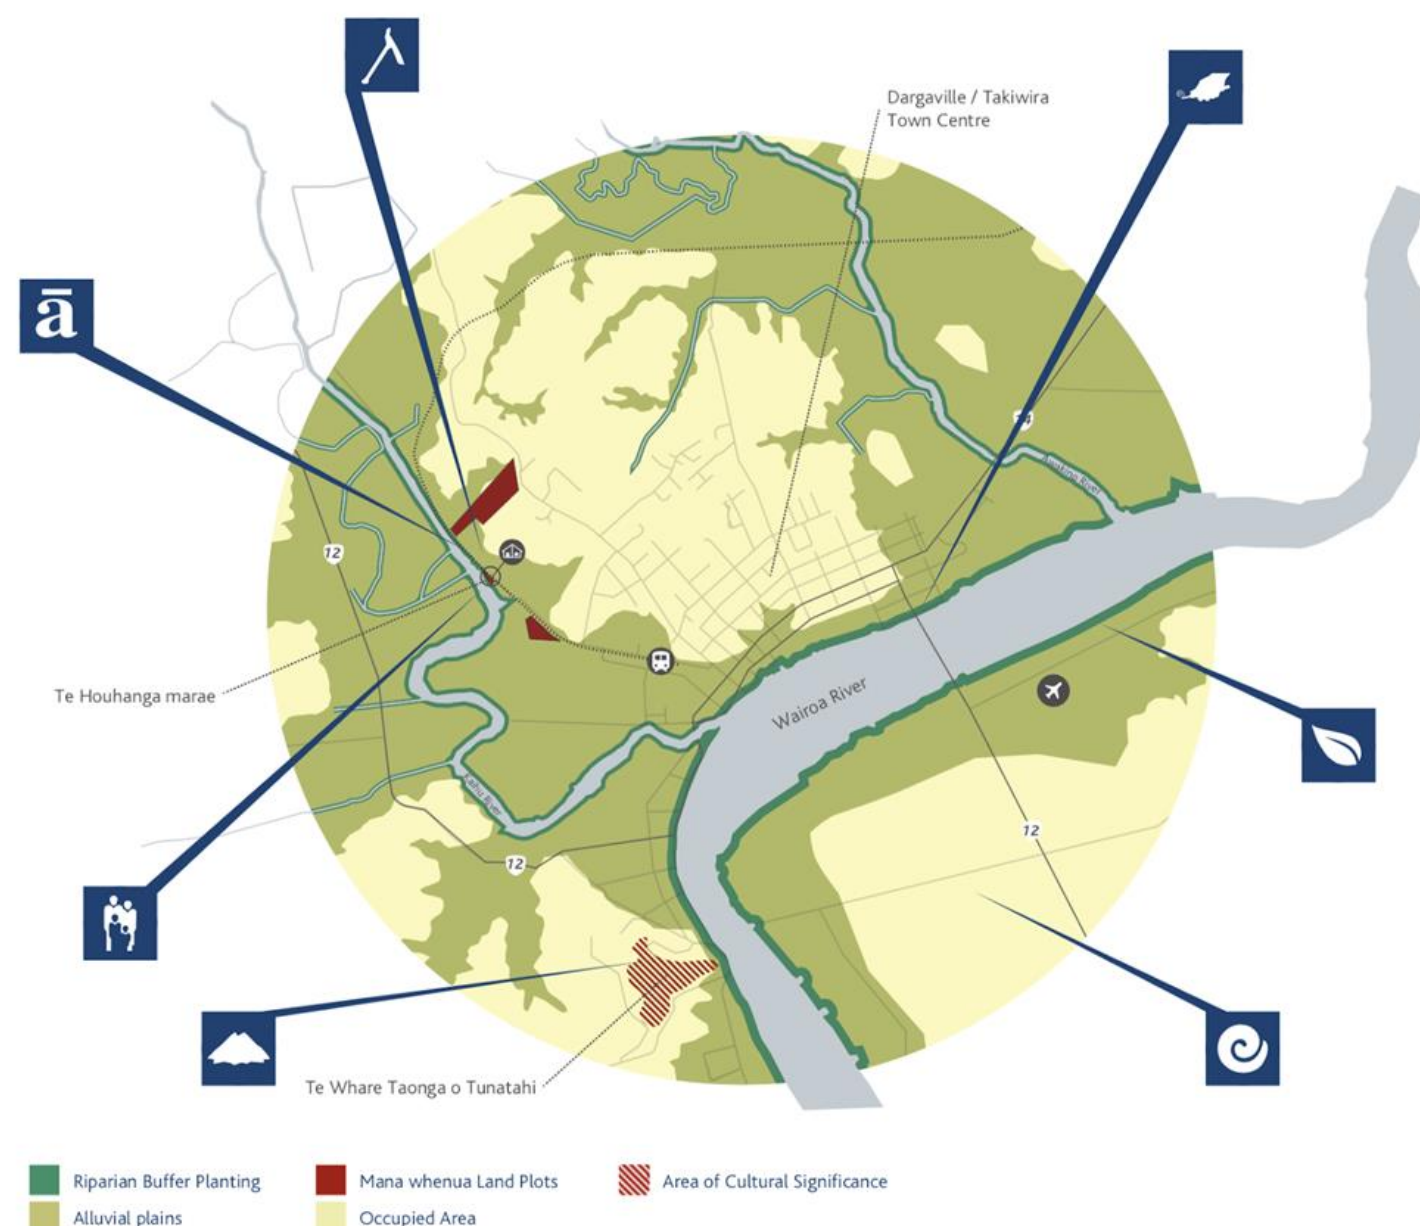 Dargaville / Takiwira
Town Centre
ā
12
Awakino River
Te Houhanga marae
Wairoa River
Kaihu River
12
12
Te Whare Taonga o Tunatahi
Riparian Buffer Planting
Mana whenua Land Plots
Area of Cultural Significance
Alluvial plains
Occupied Area